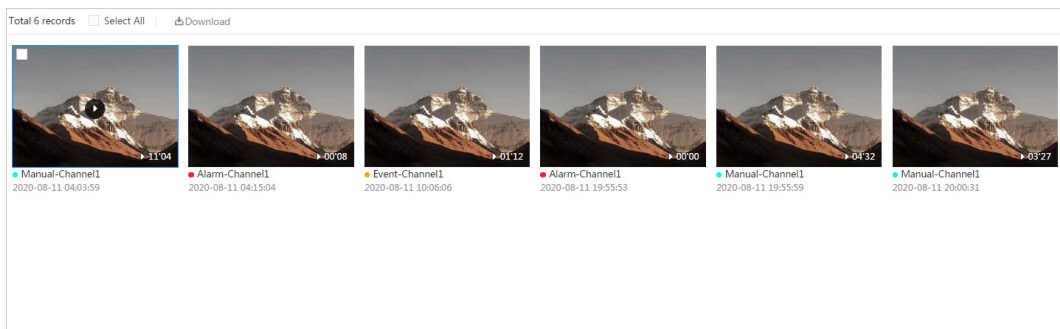 Total 6 records Select All Download
11'04 00'08 01'12 00'00 04'32 03'27
Manual-Channel1 Alarm-Channel1 Event-Channel1 Alarm-Channel1 Manual-Channel1 Manual-Channel1
2020-08-11 04:03:59 2020-08-11 04:15:04 2020-08-11 10:06:06 2020-08-11 19:55:53 2020-08-11 19:55:59 2020-08-11 20:00:31